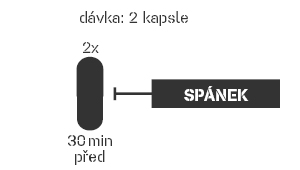 dávka: 2 kapsle
2x
SPÁNEK
30 min
před